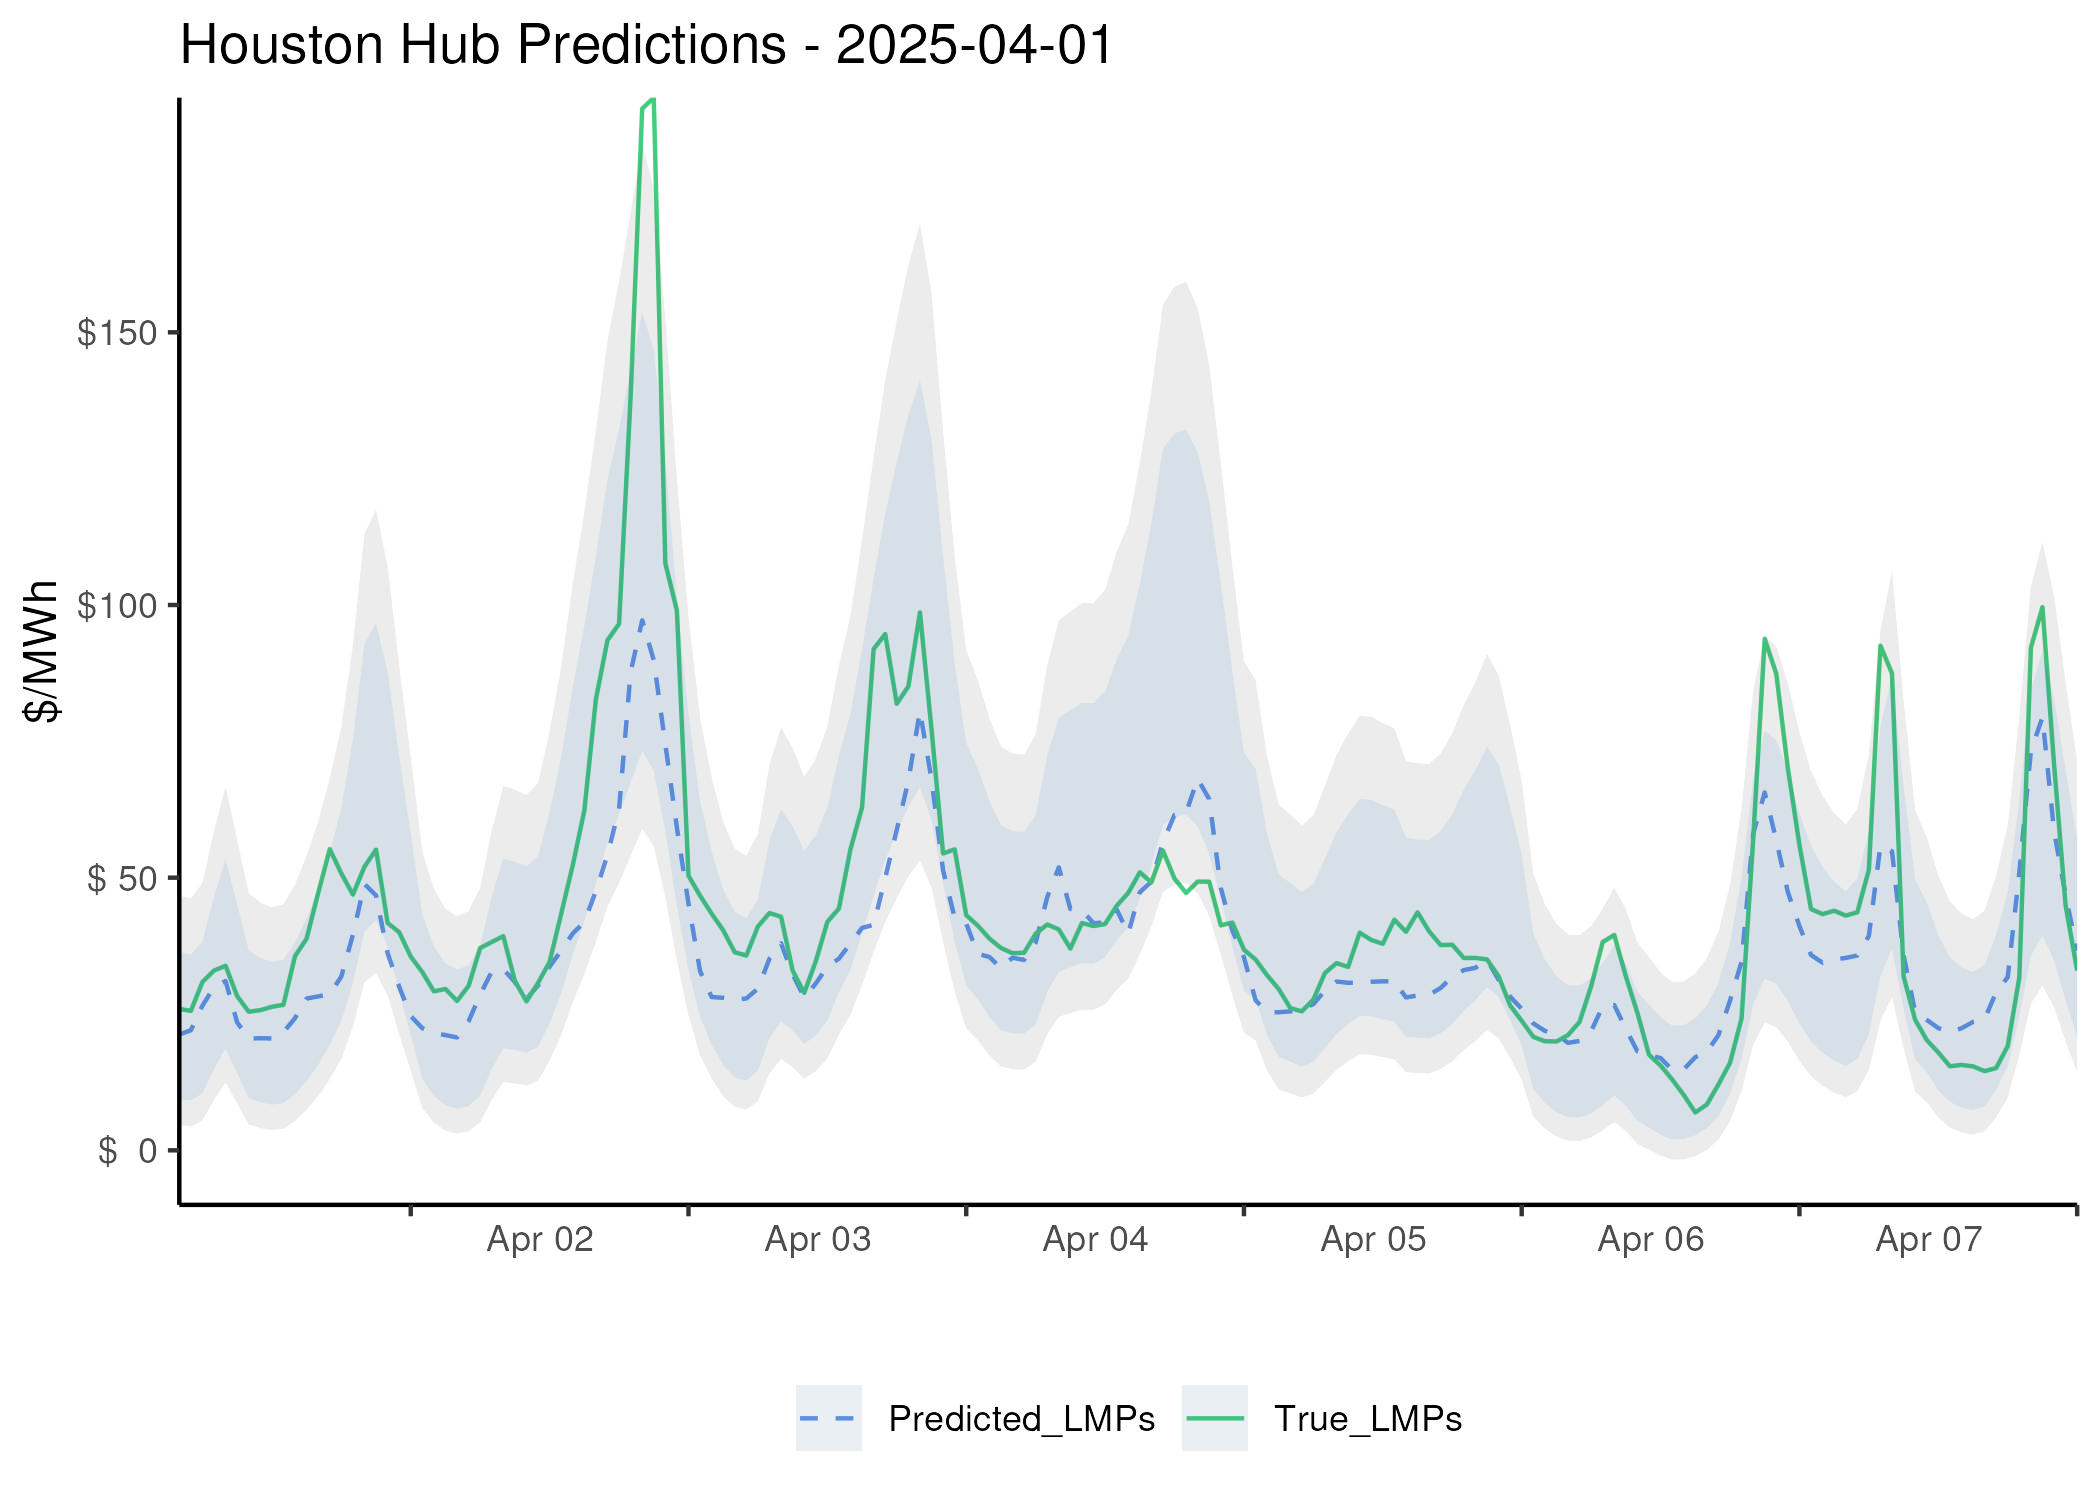 Houston Hub Predictions - 2025-04-01
$/MWh
$150
$100
$ 50
$  0
Apr 02
Apr 03
Apr 04
Apr 05
Apr 06
Apr 07
Predicted_LMPs
True_LMPs